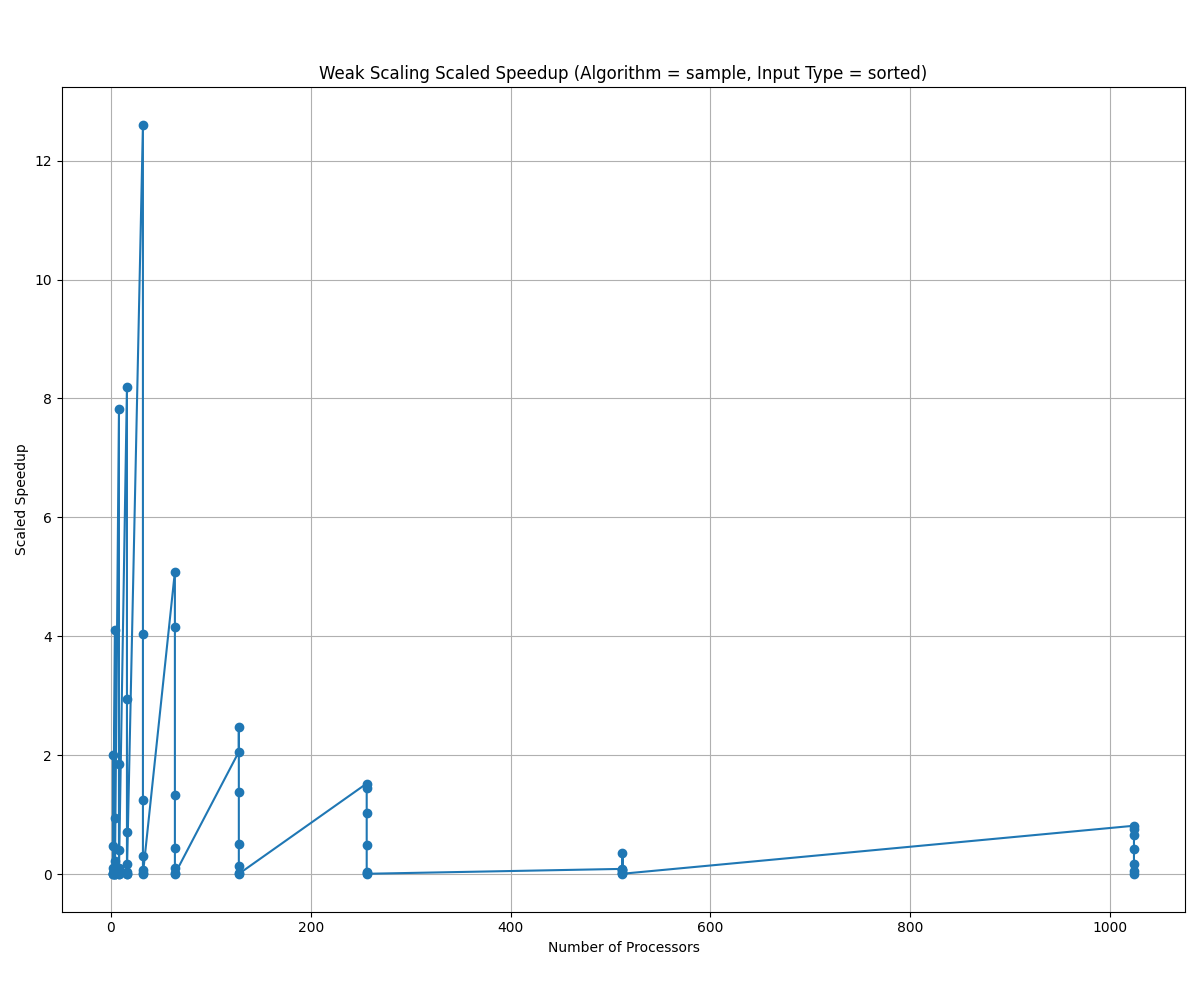 Weak Scaling Scaled Speedup (Algorithm = sample, Input Type = sorted)
Scaled Speedup
12
10
8
6
4
2
0
0 200 400 600 800 1000
Number of Processors